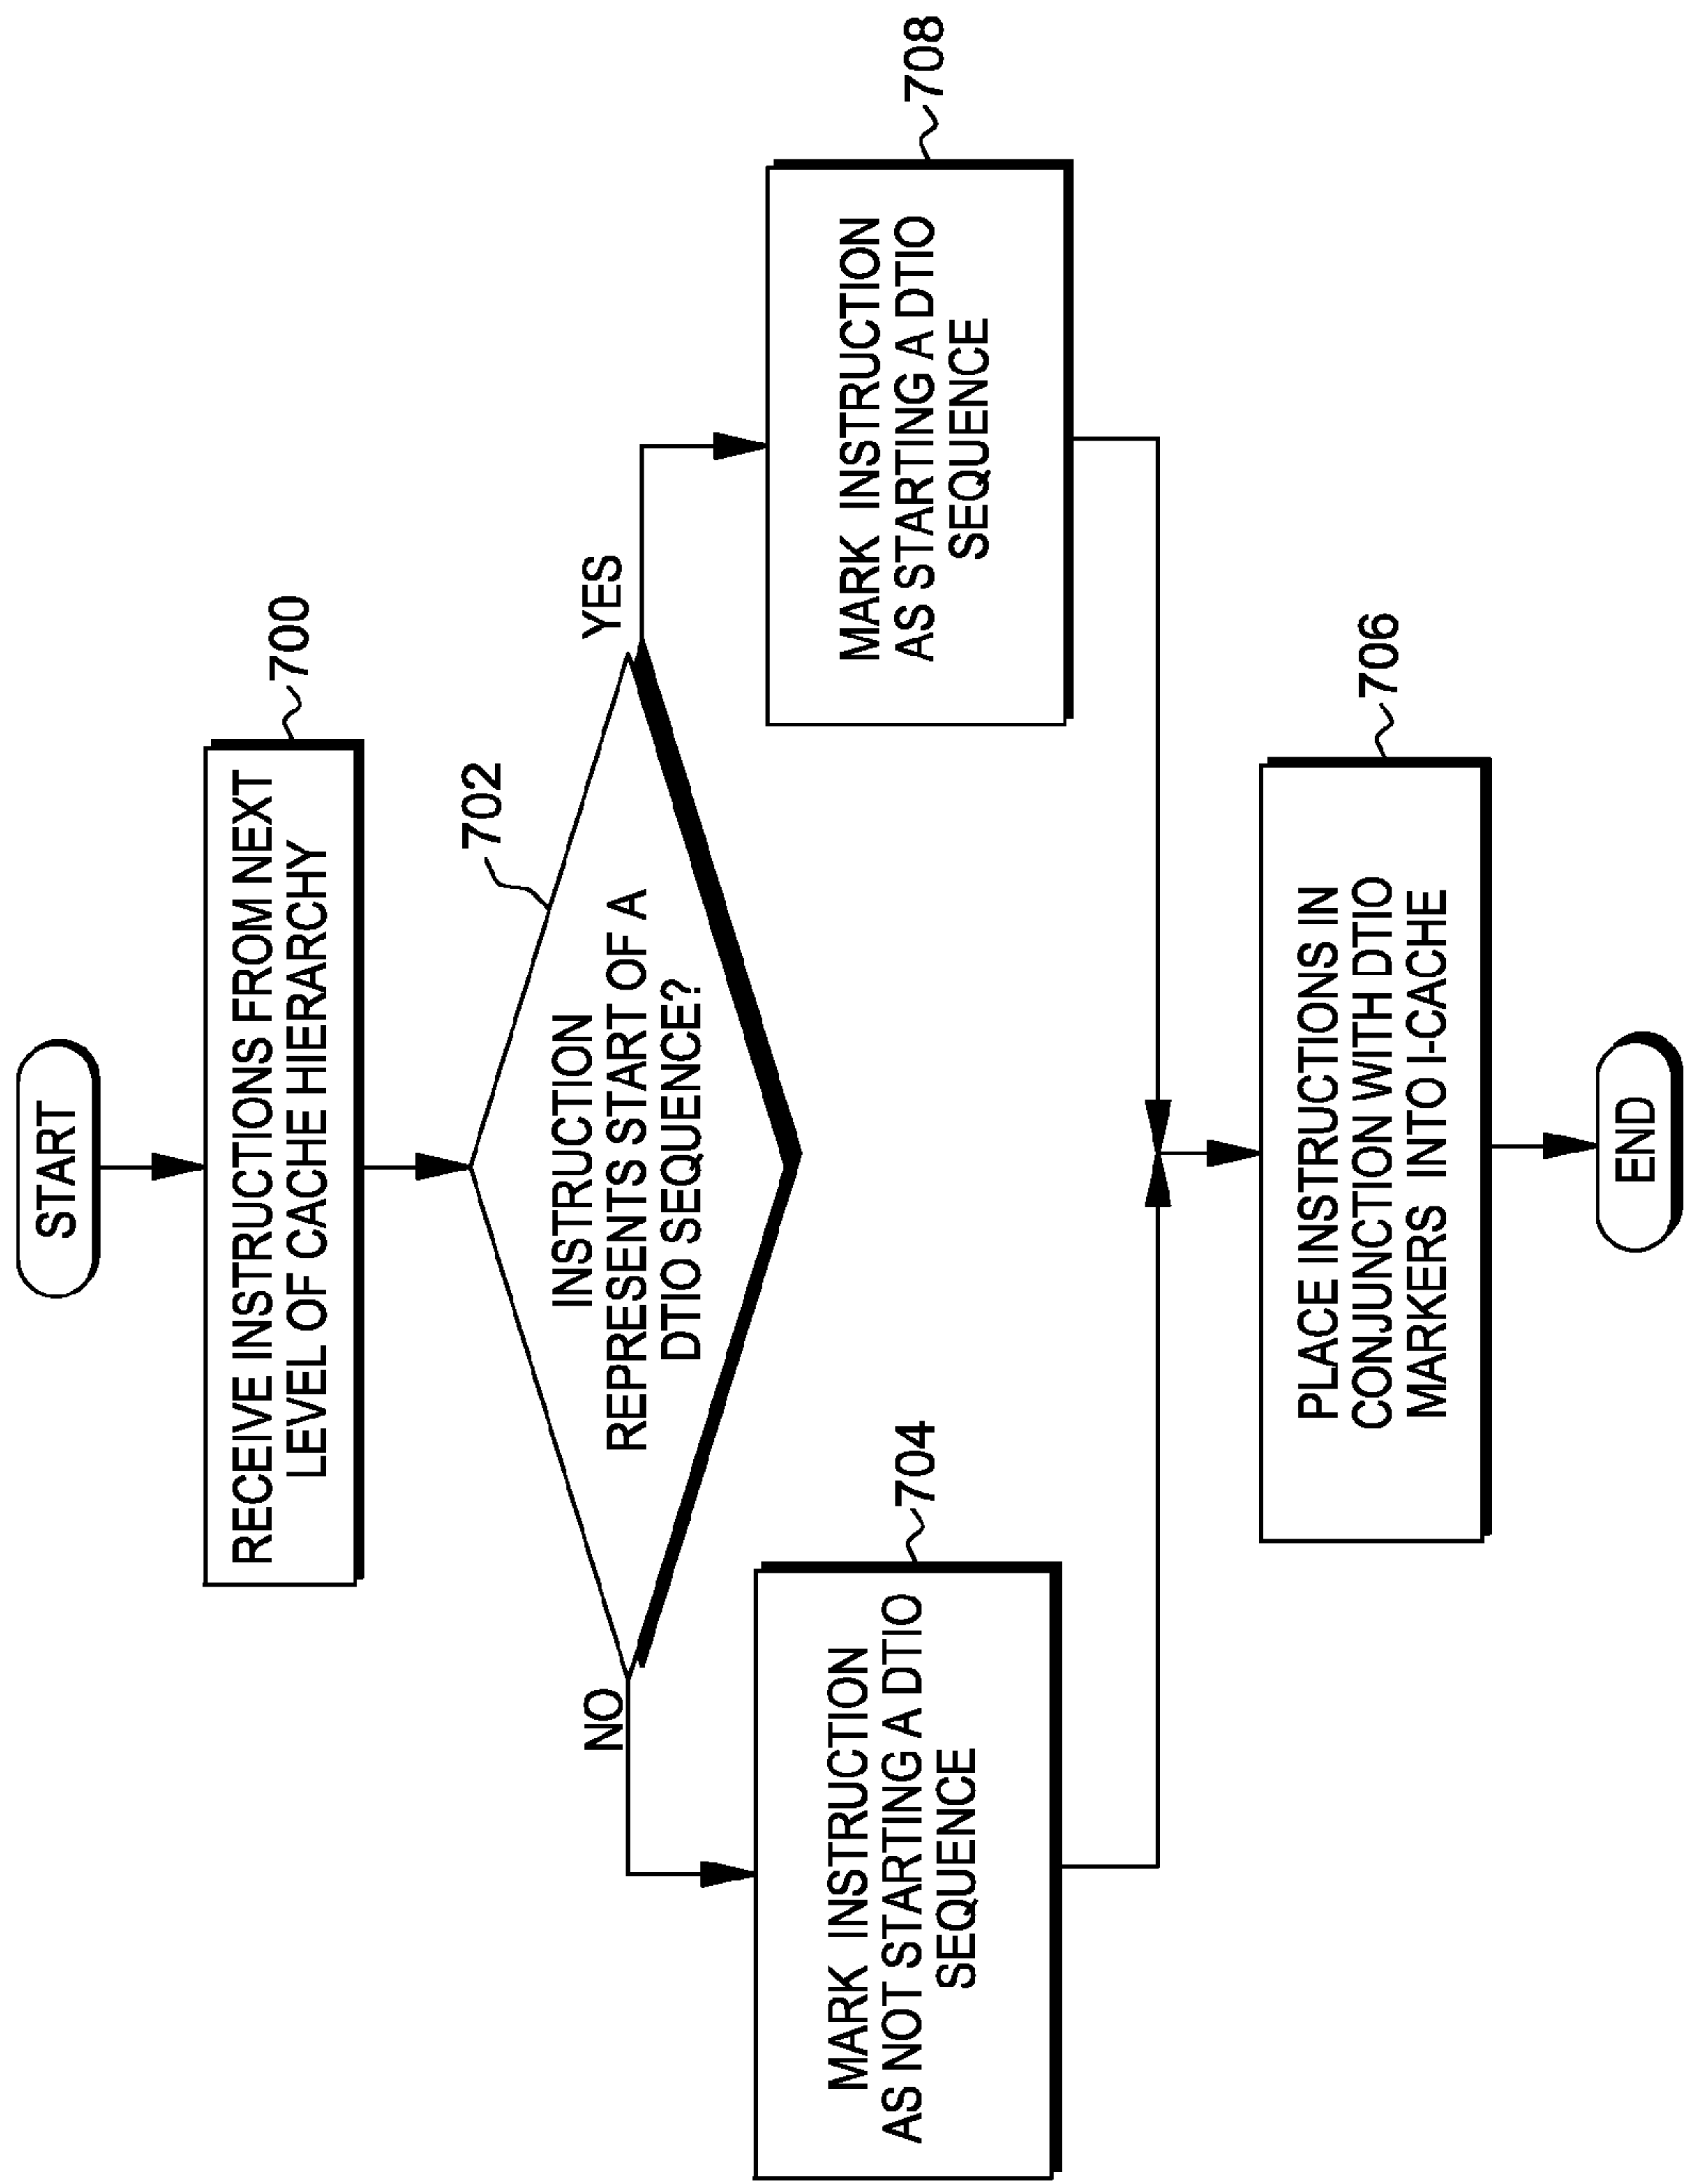 START
RECEIVE INSTRUCTIONS FROM NEXT
LEVEL OF CACHE HIERARCHY
700
702
INSTRUCTION
REPRESENTS START OF A
DTIO SEQUENCE?
NO
YES
704
MARK INSTRUCTION
AS NOT STARTING A DTIO
SEQUENCE
708
MARK INSTRUCTION
AS STARTING A DTIO
SEQUENCE
706
PLACE INSTRUCTIONS IN
CONJUNCTION WITH DTIO
MARKERS INTO I-CACHE
END